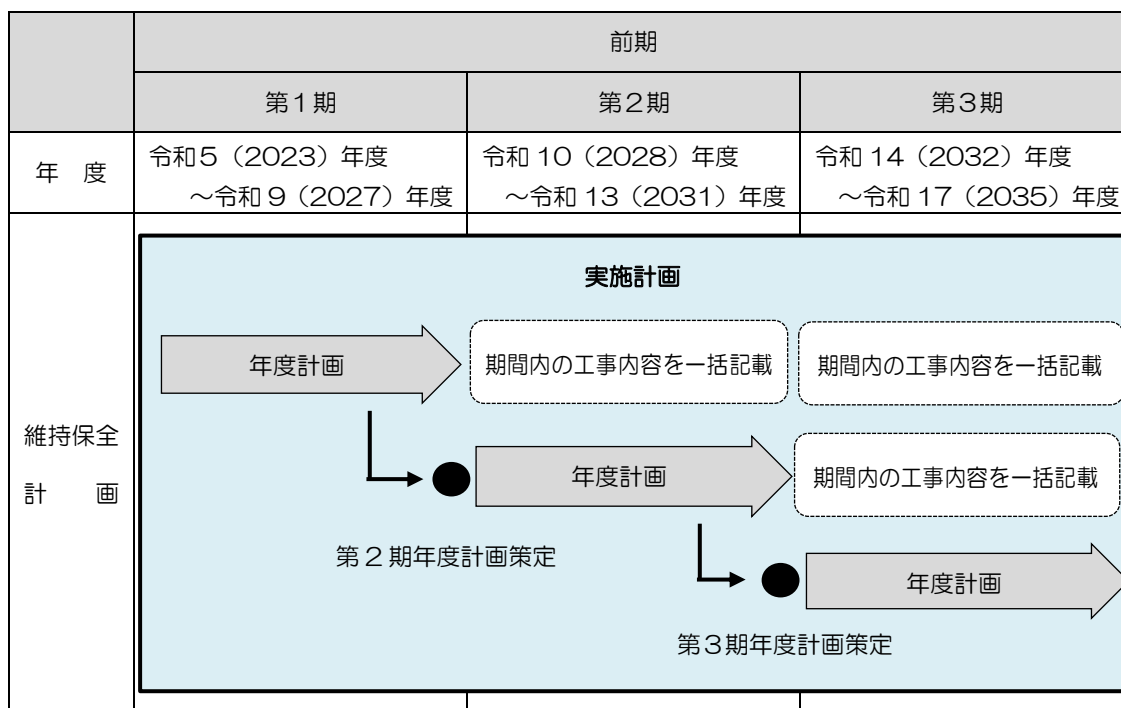 前期
第1期
第2期
第3期
年 度
令和5（2023）年度
～令和9（2027）年度
令和10（2028）年度
～令和13（2031）年度
令和14（2032）年度
～令和17（2035）年度
維持保全
計 画
実施計画
年度計画
期間内の工事内容を一括記載
期間内の工事内容を一括記載
年度計画
期間内の工事内容を一括記載
第2期年度計画策定
年度計画
第3期年度計画策定